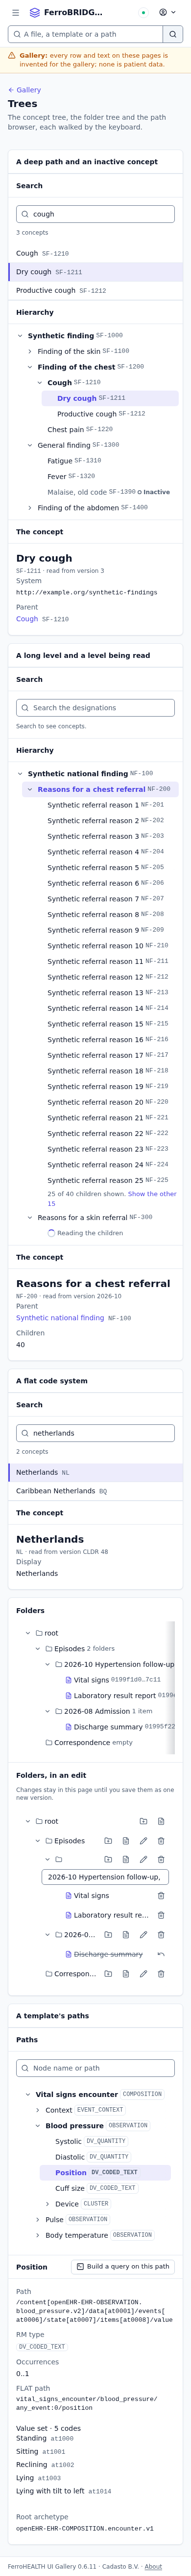 FerroBRIDG…
A file, a template or a path
Gallery: every row and text on these pages is
invented for the gallery; none is patient data.
← Gallery
Trees
The concept tree, the folder tree and the path
browser, each walked by the keyboard.
A deep path and an inactive concept
Search
cough
3 concepts
Cough SF-1210
Dry cough SF-1211
Productive cough SF-1212
Hierarchy
Synthetic finding SF-1000
Finding of the skin SF-1100
Finding of the chest SF-1200
Cough SF-1210
Dry cough SF-1211
Productive cough SF-1212
Chest pain SF-1220
General finding SF-1300
Fatigue SF-1310
Fever SF-1320
Malaise, old code SF-1390 Inactive
Finding of the abdomen SF-1400
The concept
Dry cough
SF-1211 · read from version 3
System
http://example.org/synthetic-findings
Parent
Cough SF-1210
A long level and a level being read
Search
Search the designations
Search to see concepts.
Hierarchy
Synthetic national finding NF-100
Reasons for a chest referral NF-200
Synthetic referral reason 1 NF-201
Synthetic referral reason 2 NF-202
Synthetic referral reason 3 NF-203
Synthetic referral reason 4 NF-204
Synthetic referral reason 5 NF-205
Synthetic referral reason 6 NF-206
Synthetic referral reason 7 NF-207
Synthetic referral reason 8 NF-208
Synthetic referral reason 9 NF-209
Synthetic referral reason 10 NF-210
Synthetic referral reason 11 NF-211
Synthetic referral reason 12 NF-212
Synthetic referral reason 13 NF-213
Synthetic referral reason 14 NF-214
Synthetic referral reason 15 NF-215
Synthetic referral reason 16 NF-216
Synthetic referral reason 17 NF-217
Synthetic referral reason 18 NF-218
Synthetic referral reason 19 NF-219
Synthetic referral reason 20 NF-220
Synthetic referral reason 21 NF-221
Synthetic referral reason 22 NF-222
Synthetic referral reason 23 NF-223
Synthetic referral reason 24 NF-224
Synthetic referral reason 25 NF-225
25 of 40 children shown. Show the other
15
Reasons for a skin referral NF-300
Reading the children
The concept
Reasons for a chest referral
NF-200 · read from version 2026-10
Parent
Synthetic national finding NF-100
Children
40
A flat code system
Search
netherlands
2 concepts
Netherlands NL
Caribbean Netherlands BQ
The concept
Netherlands
NL · read from version CLDR 48
Display
Netherlands
Folders
root
Episodes 2 folders
2026-10 Hypertension follow-up
Vital signs 0199f1d0…7c11
Laboratory result report 0199
2026-08 Admission 1 item
Discharge summary 01995f22
Correspondence empty
Folders, in an edit
Changes stay in this page until you save them as one
new version.
root
Episodes
2026-10 Hypertension follow-up,
Vital signs
Laboratory result re…
2026-0…
Discharge summary
Correspon…
A template's paths
Paths
Node name or path
Vital signs encounter COMPOSITION
Context EVENT_CONTEXT
Blood pressure OBSERVATION
Systolic DV_QUANTITY
Diastolic DV_QUANTITY
Position DV_CODED_TEXT
Cuff size DV_CODED_TEXT
Device CLUSTER
Pulse OBSERVATION
Body temperature OBSERVATION
Position
Build a query on this path
Path
/content[openEHR-EHR-OBSERVATION.
blood_pressure.v2]/data[at0001]/events[
at0006]/state[at0007]/items[at0008]/value
RM type
DV_CODED_TEXT
Occurrences
0..1
FLAT path
vital_signs_encounter/blood_pressure/
any_event:0/position
Value set · 5 codes
Standing at1000
Sitting at1001
Reclining at1002
Lying at1003
Lying with tilt to left at1014
Root archetype
openEHR-EHR-COMPOSITION.encounter.v1
FerroHEALTH UI Gallery 0.6.11 · Cadasto B.V. · About